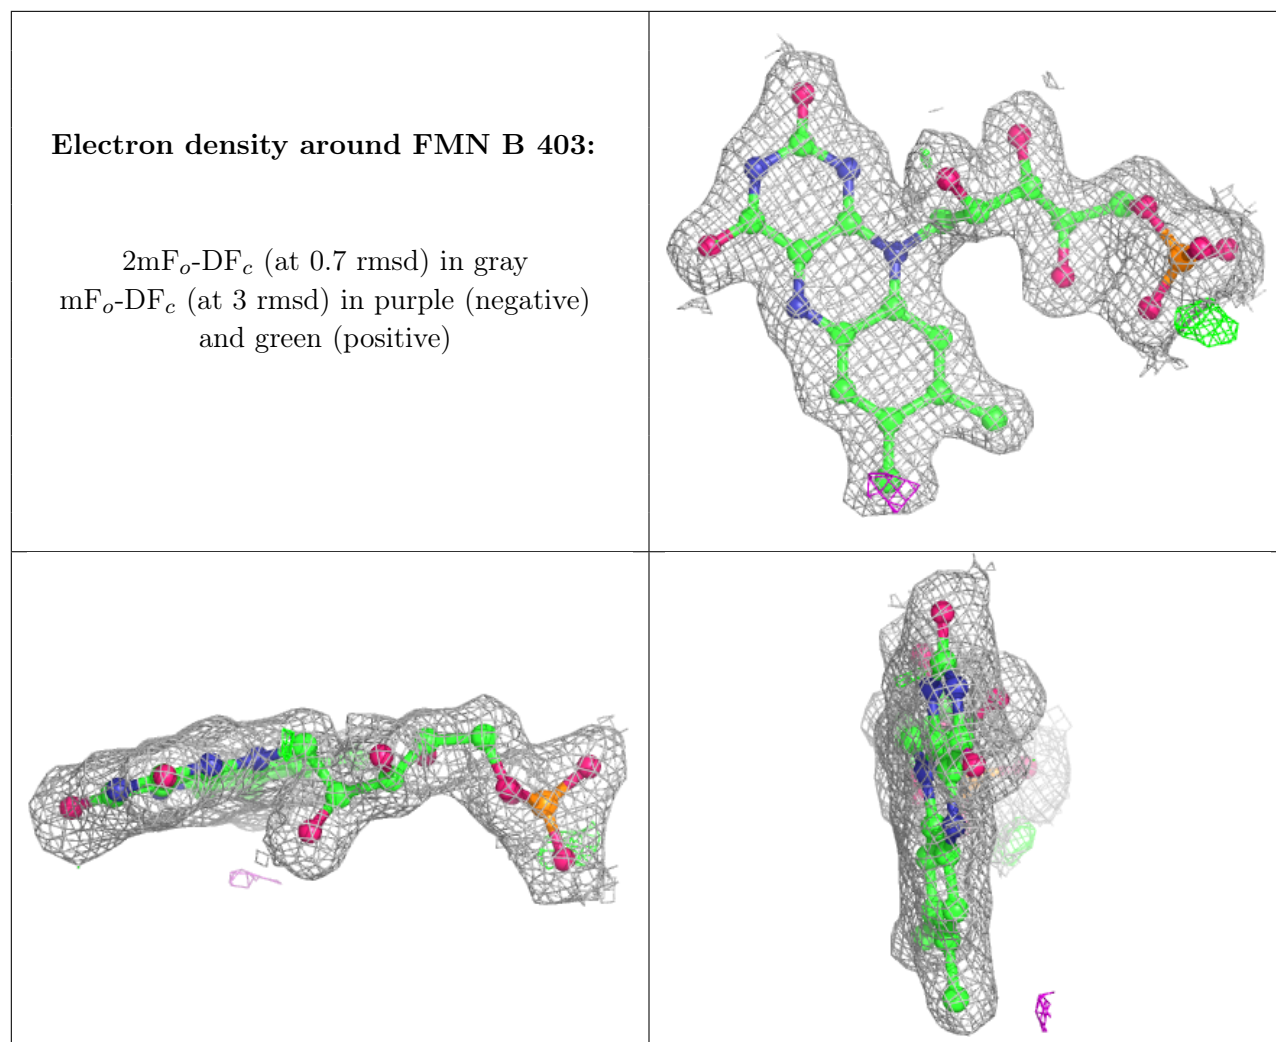 Electron density around FMN B 403:
2mFₒ-DF𝒸 (at 0.7 rmsd) in gray
mFₒ-DF𝒸 (at 3 rmsd) in purple (negative)
and green (positive)